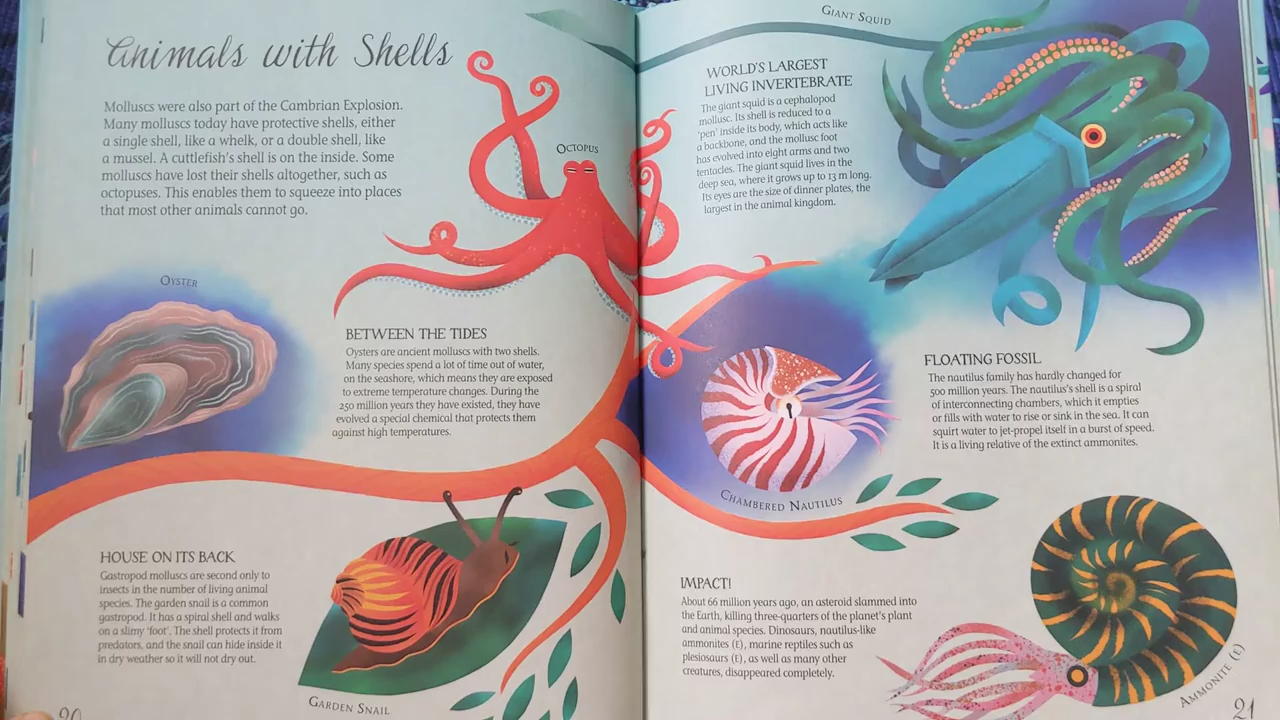 Animals with Shells
Molluscs were also part of the Cambrian Explosion.
Many molluscs today have protective shells, either
a single shell, like a whelk, or a double shell, like
a mussel. A cuttlefish's shell is on the inside. Some
molluscs have lost their shells altogether, such as
octopuses. This enables them to squeeze into places
that most other animals cannot go.
Octopus
Oyster
BETWEEN THE TIDES
Oysters are ancient molluscs with two shells.
Many species spend a lot of time out of water,
on the seashore, which means they are exposed
to extreme temperature changes. During the
250 million years they have existed, they have
evolved a special chemical that protects them
against high temperatures.
HOUSE ON ITS BACK
Gastropod molluscs are second only to
insects in the number of living animal
species. The garden snail is a common
gastropod. It has a spiral shell and walks
on a slimy 'foot'. The shell protects it from
predators, and the snail can hide inside it
in dry weather so it will not dry out.
Garden Snail
20
Giant Squid
WORLD'S LARGEST
LIVING INVERTEBRATE
The giant squid is a cephalopod
mollusc. Its shell is reduced to a
'pen' inside its body, which acts like
a backbone, and the mollusc foot
has evolved into eight arms and two
tentacles. The giant squid lives in the
deep sea, where it grows up to 13 m long.
Its eyes are the size of dinner plates, the
largest in the animal kingdom.
FLOATING FOSSIL
The nautilus family has hardly changed for
500 million years. The nautilus's shell is a spiral
of interconnecting chambers, which it empties
or fills with water to rise or sink in the sea. It can
squirt water to jet-propel itself in a burst of speed.
It is a living relative of the extinct ammonites.
Chambered Nautilus
IMPACT!
About 66 million years ago, an asteroid slammed into
the Earth, killing three-quarters of the planet's plant
and animal species. Dinosaurs, nautilus-like
ammonites (E), marine reptiles such as
plesiosaurs (E), as well as many other
creatures, disappeared completely.
Ammonite (E)
21